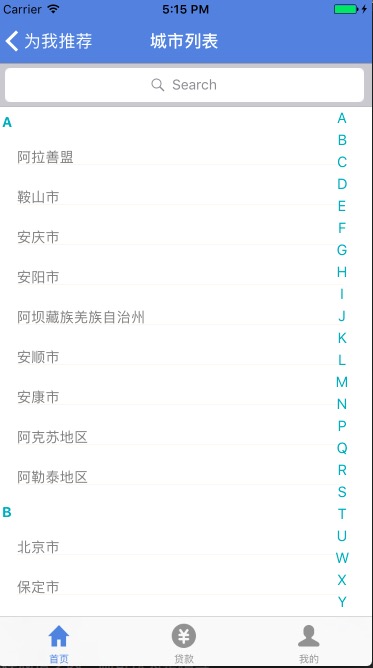 Carrier 5:15 PM
为我推荐 城市列表
Search
A
阿拉善盟
鞍山市
安庆市
安阳市
阿坝藏族羌族自治州
安顺市
安康市
阿克苏地区
阿勒泰地区
B
北京市
保定市
A
B
C
D
E
F
G
H
I
J
K
L
M
N
P
Q
R
S
T
U
W
X
Y
首页 贷款 我的